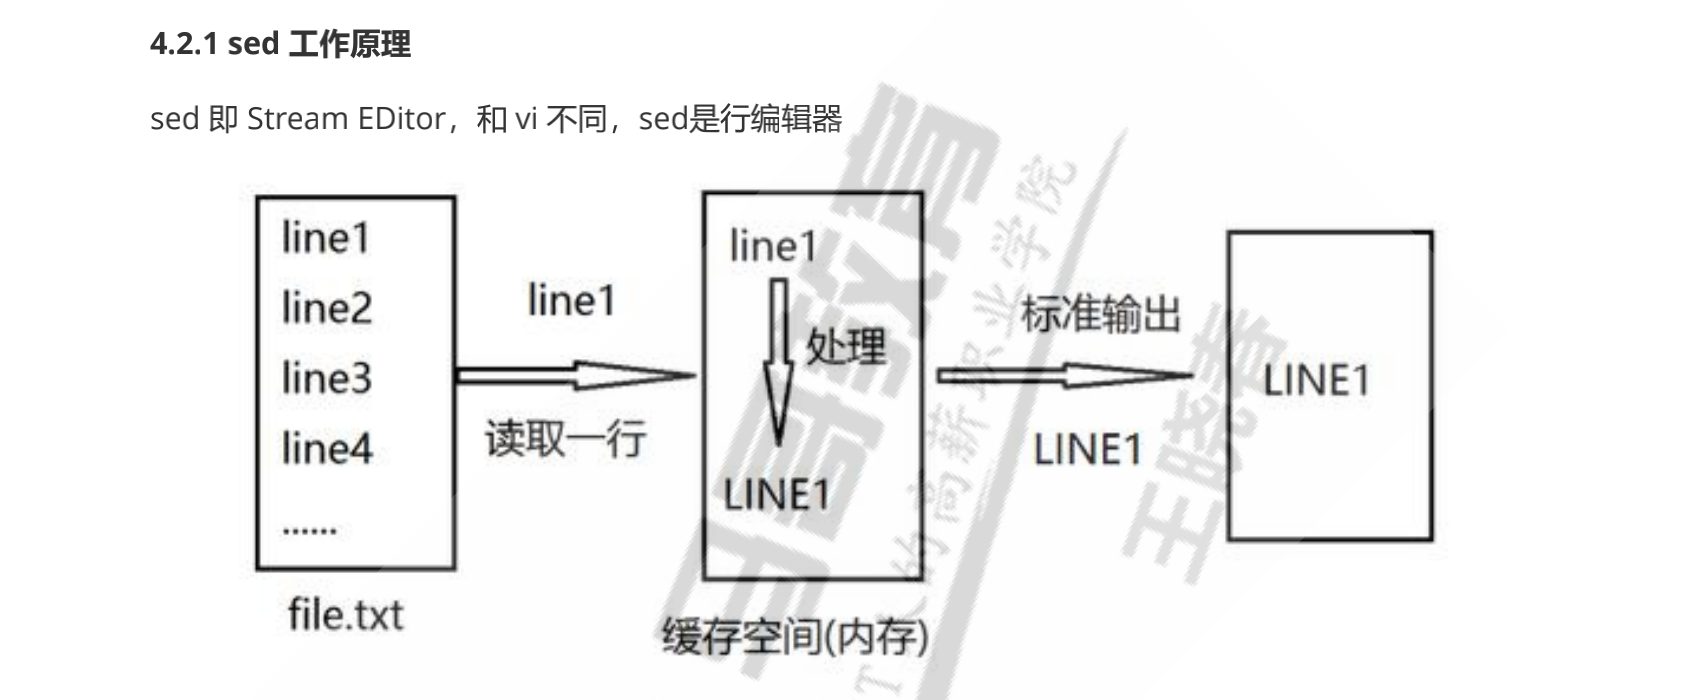 4.2.1 sed 工作原理
sed 即 Stream EDitor，和 vi 不同，sed是行编辑器
line1
line2
line3
line4
......
file.txt
line1
读取一行
line1
处理
LINE1
缓存空间(内存)
标准输出
LINE1
LINE1
马哥教育
人的高薪职业学院
王晓春